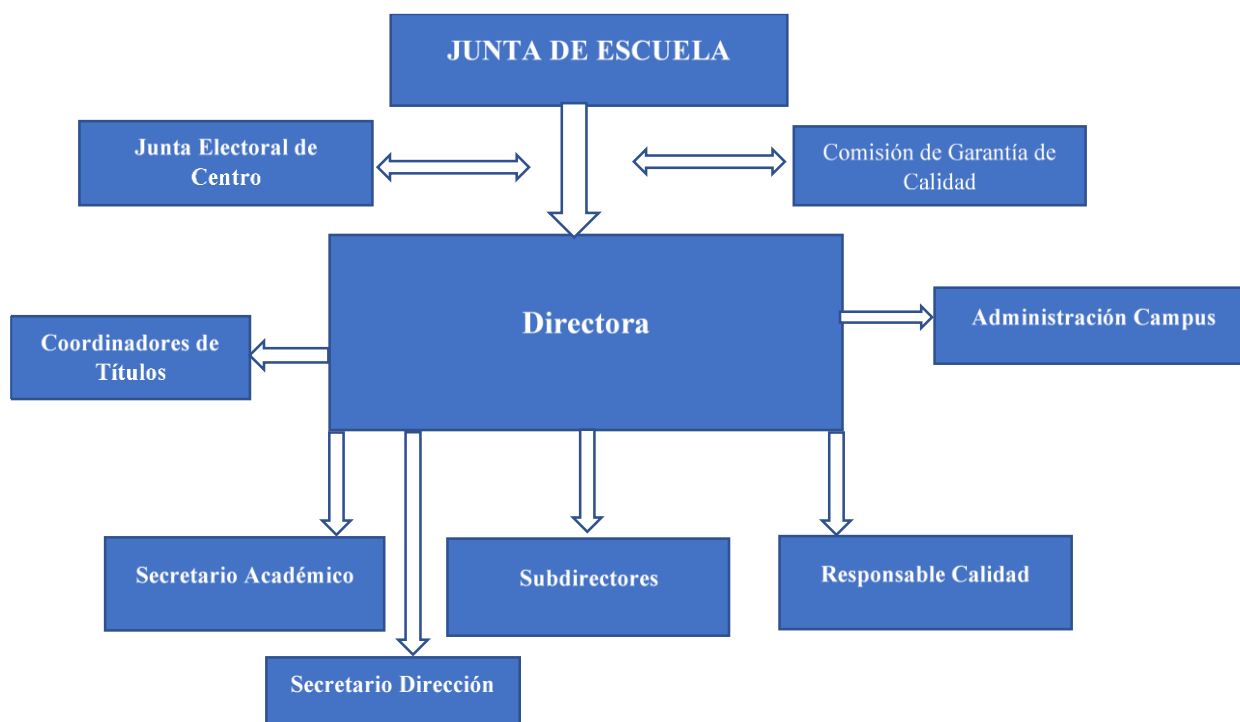 JUNTA DE ESCUELA
Junta Electoral de
Centro
Comisión de Garantía de
Calidad
Directora
Administración Campus
Coordinadores de
Títulos
Secretario Académico
Subdirectores
Responsable Calidad
Secretario Dirección